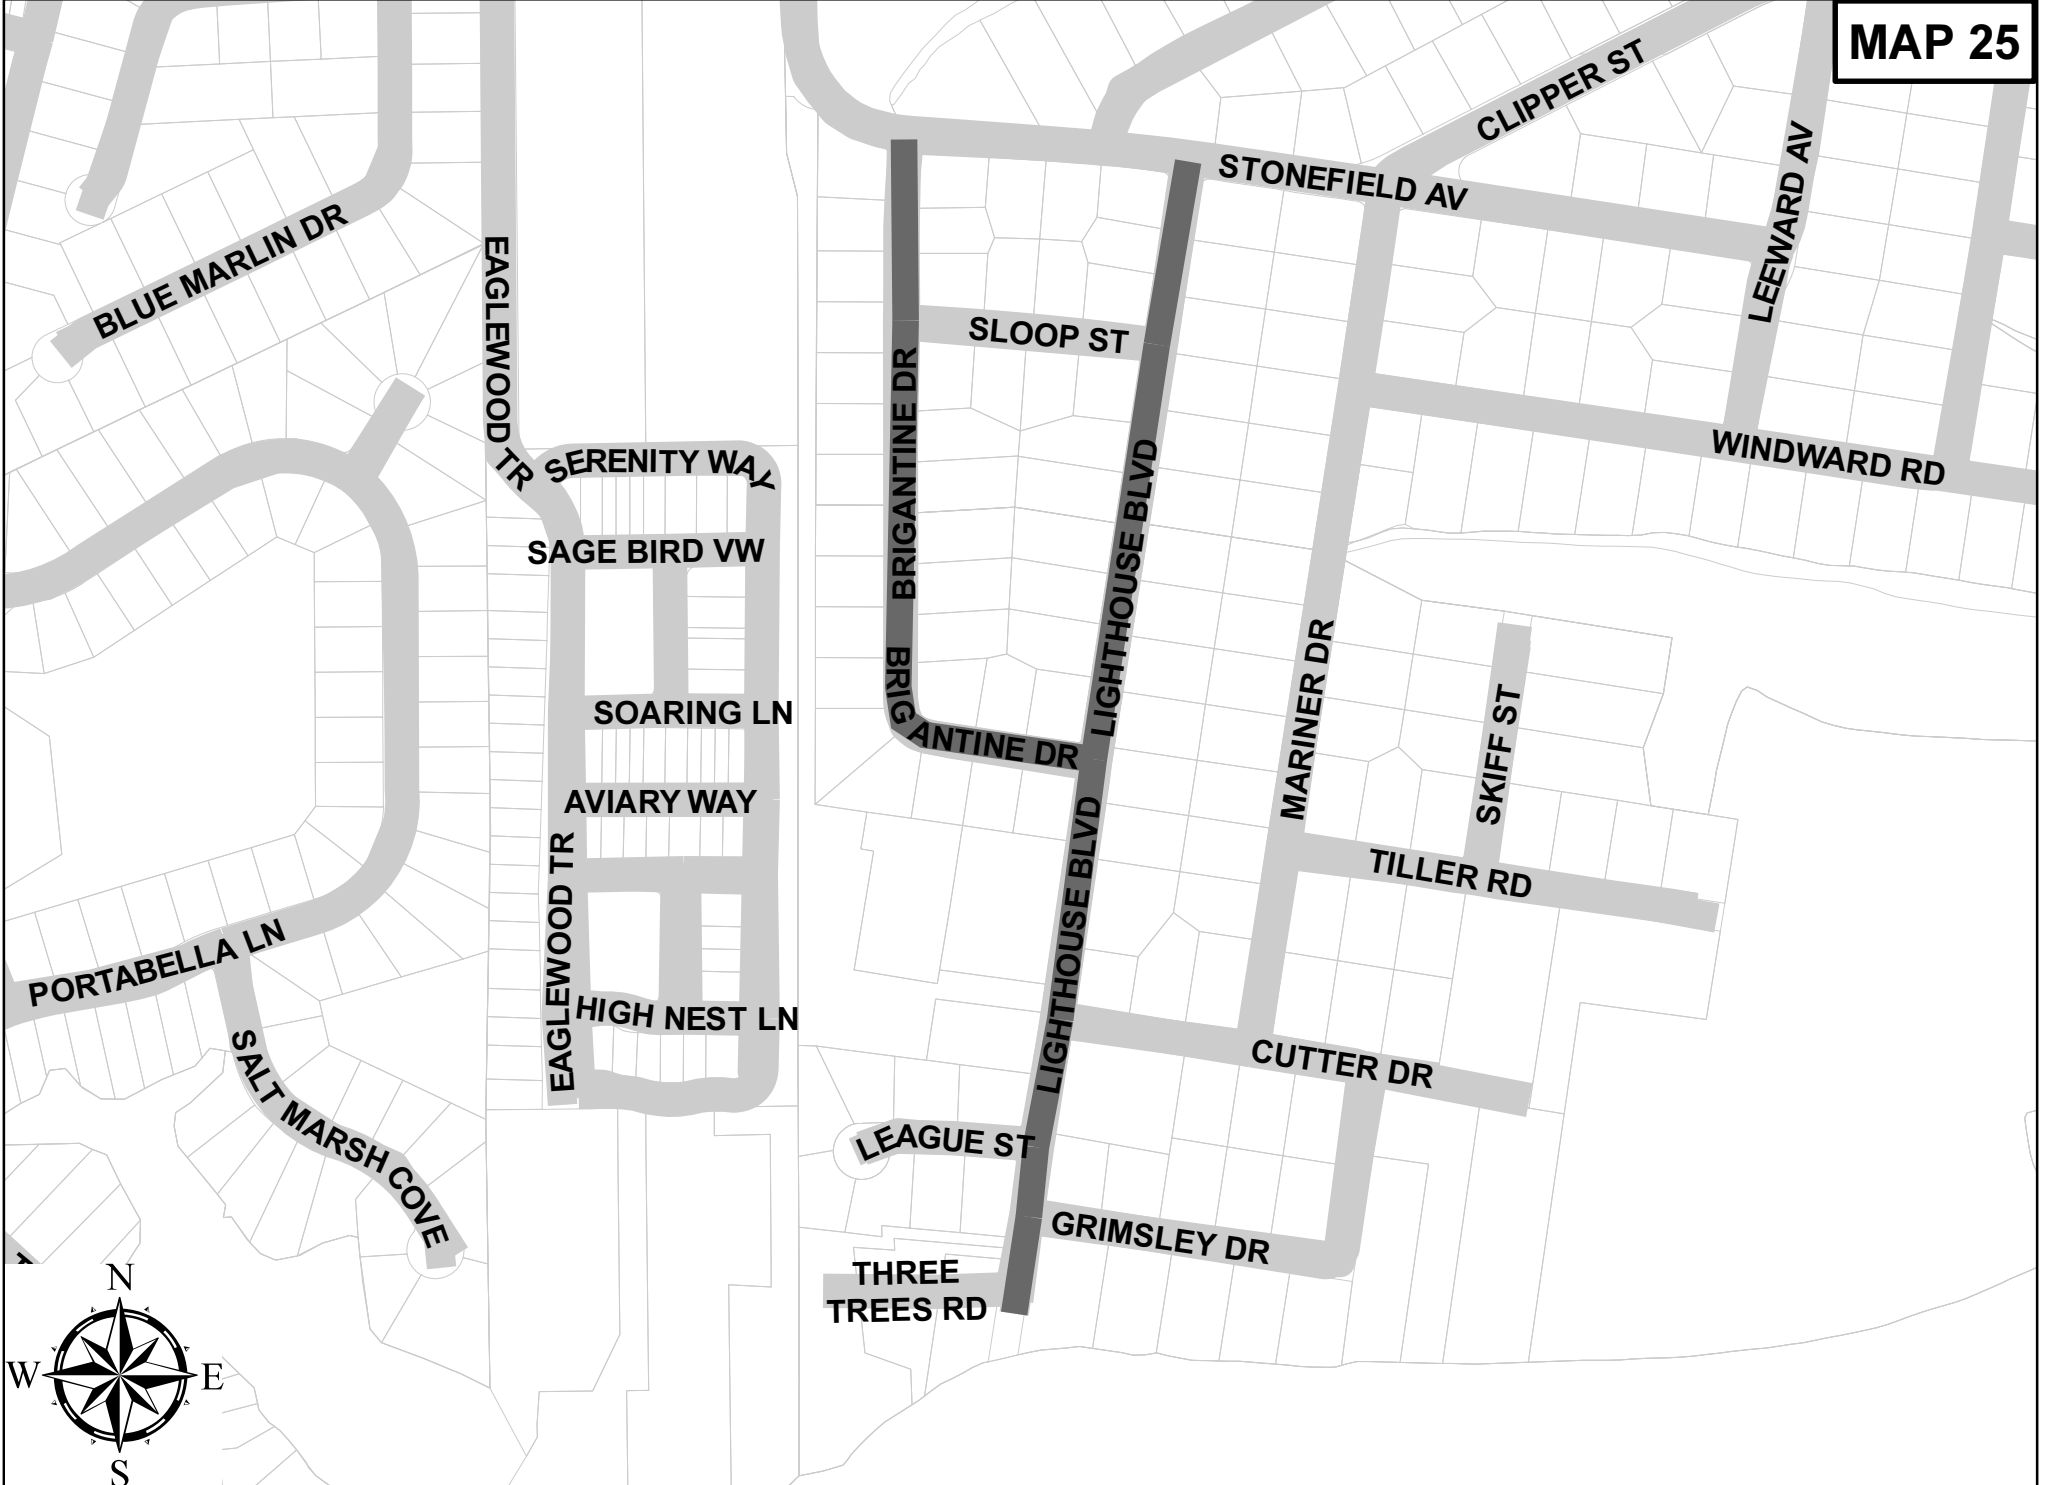 MAP 25
CLIPPER ST
STONEFIELD AV
LEEWARD AV
BLUE MARLIN DR
EAGLEWOOD TR
SLOOP ST
BRIGANTINE DR
LIGHTHOUSE BLVD
WINDWARD RD
SERENITY WAY
SAGE BIRD VW
BRIGANTINE DR
MARINER DR
SKIFF ST
SOARING LN
AVIARY WAY
LIGHTHOUSE BLVD
TILLER RD
EAGLEWOOD TR
PORTABELLA LN
HIGH NEST LN
LIGHTHOUSE BLVD
CUTTER DR
SALT MARSH COVE
LEAGUE ST
GRIMSLEY DR
THREE
TREES RD
N
W
E
S